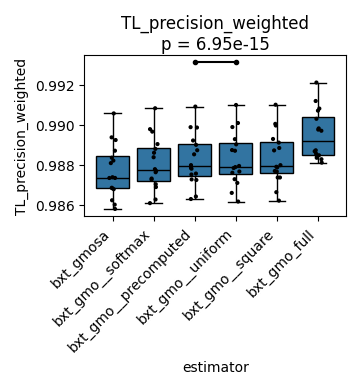 TL_precision_weighted
p = 6.95e-15
TL_precision_weighted
0.992
0.990
0.988
0.986
bxt_gmosa
bxt_gmo__softmax
bxt_gmo__precomputed
bxt_gmo__uniform
bxt_gmo__square
bxt_gmo_full
estimator